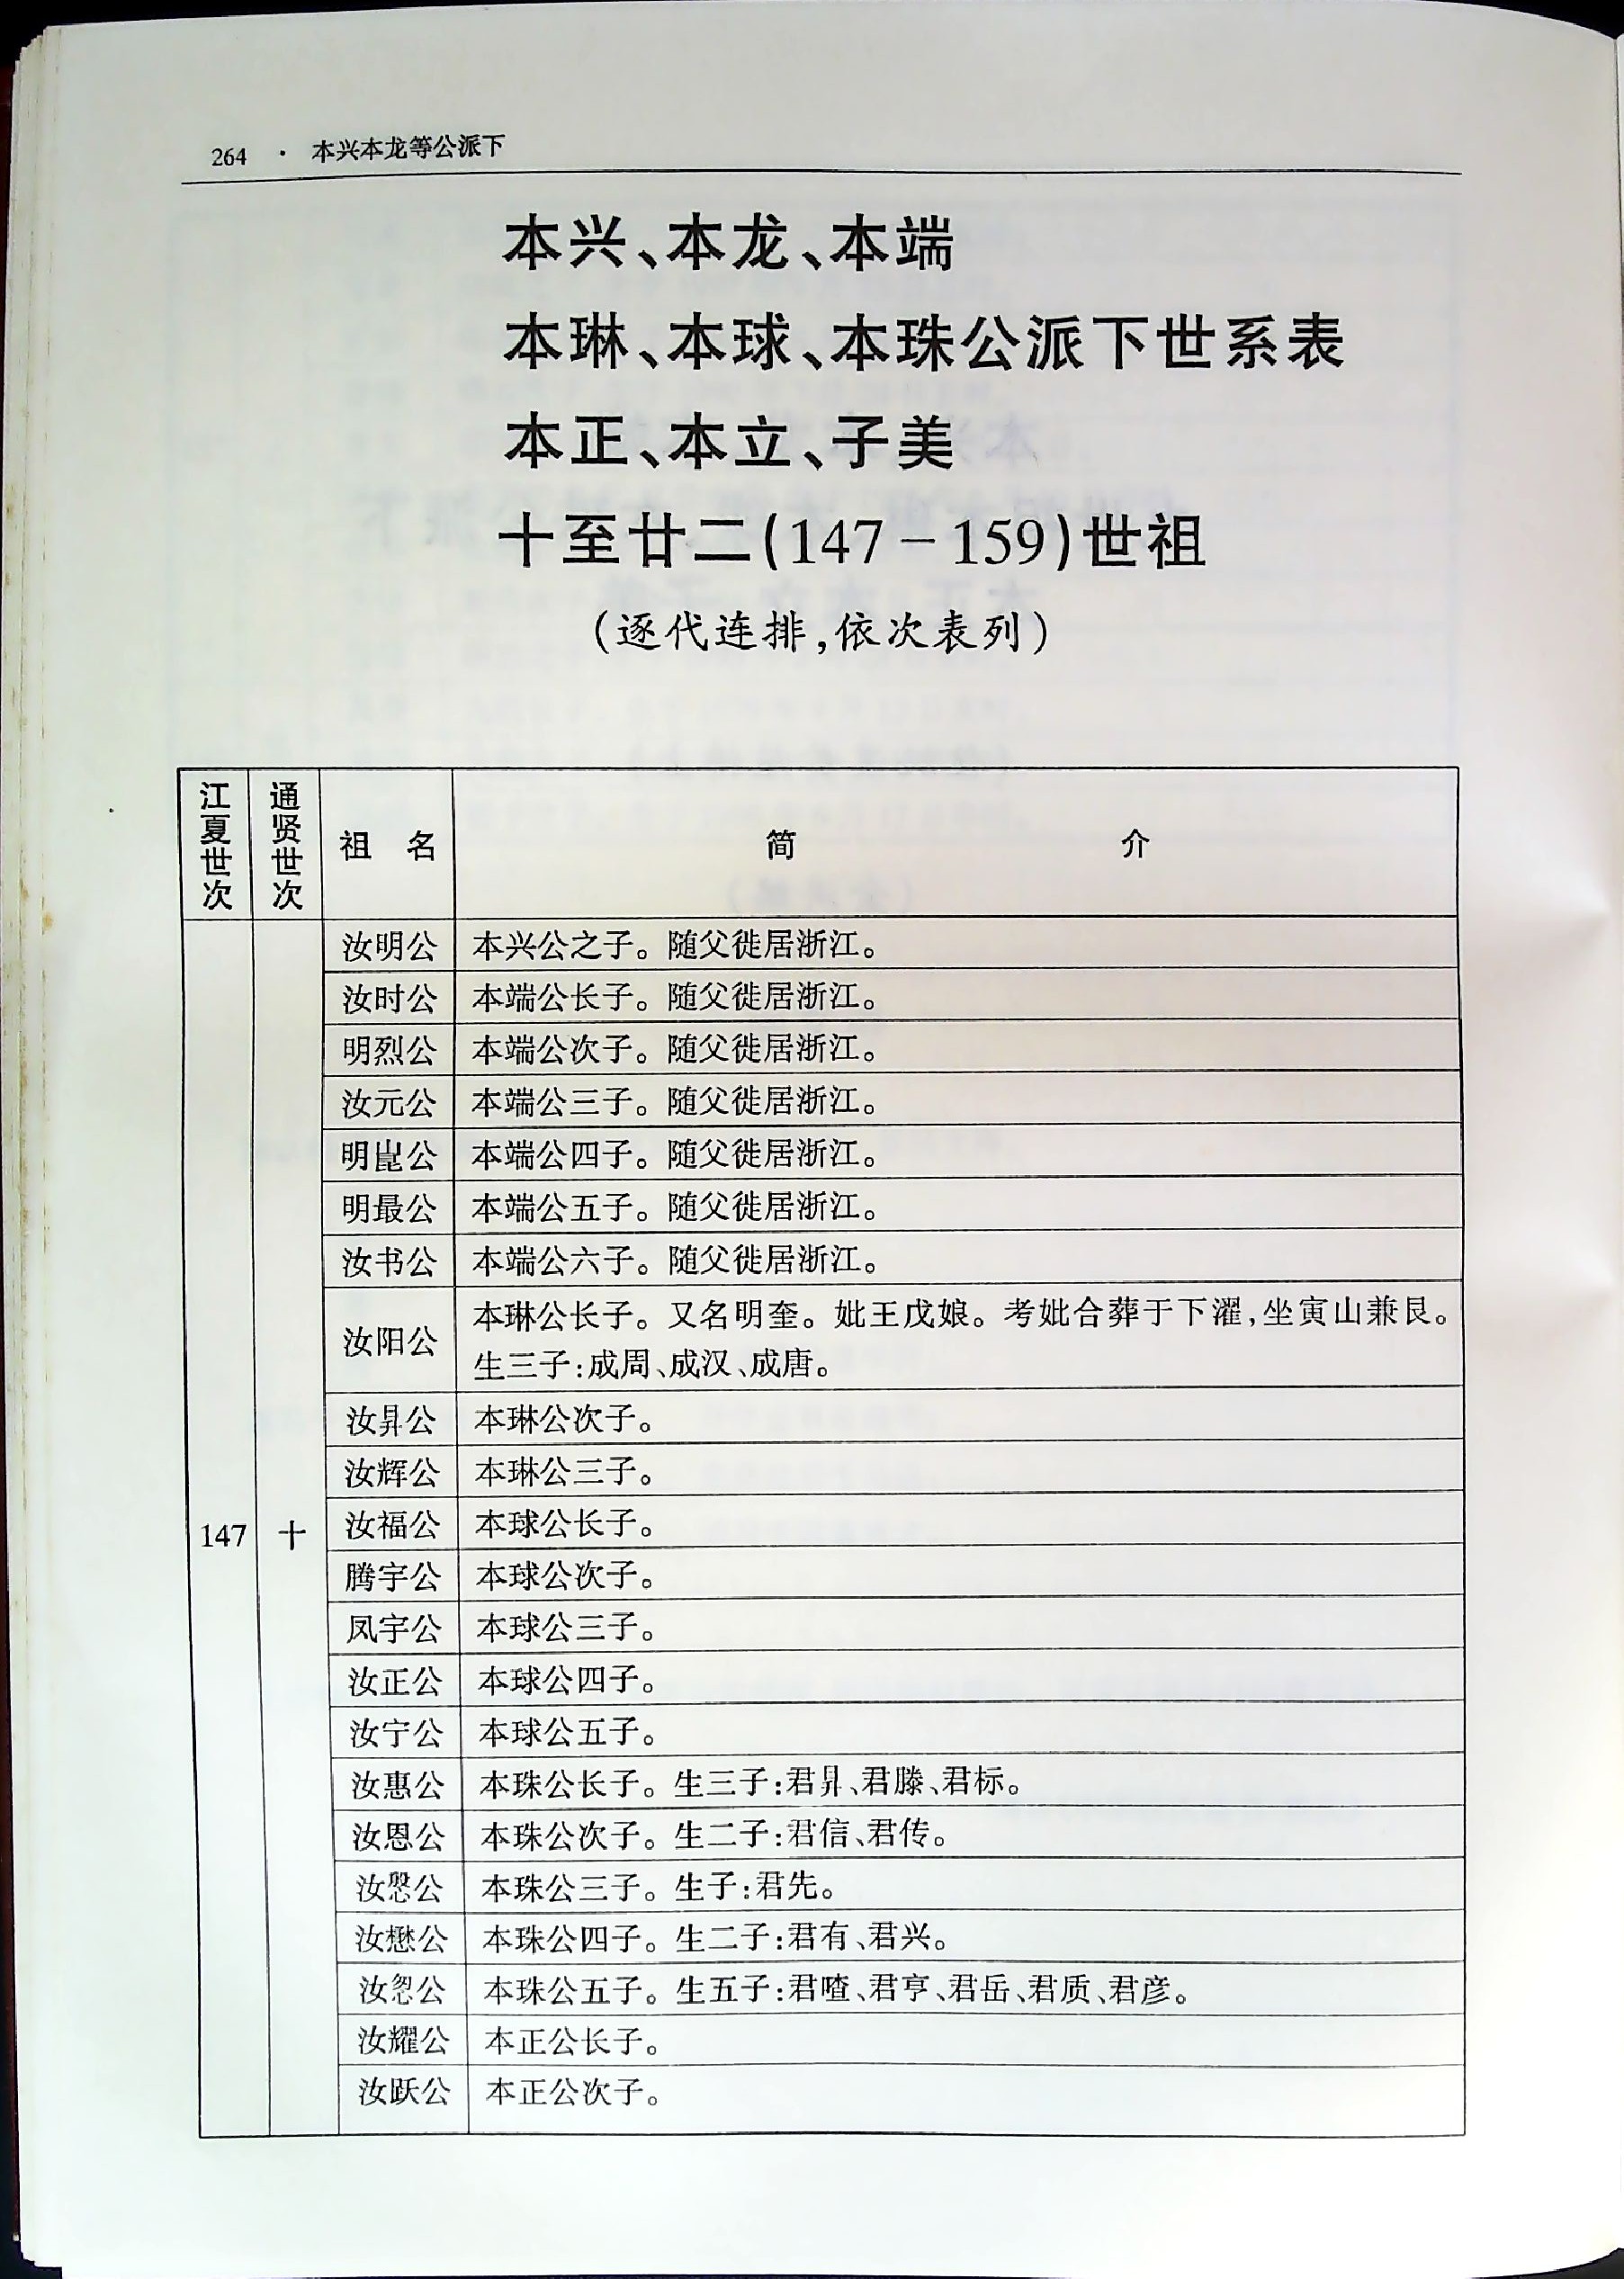 264 · 本兴本龙等公派下
本兴、本龙、本端
本琳、本球、本珠公派下世系表
本正、本立、子美
十至廿二(147－159)世祖
(逐代连排,依次表列)
江夏世次 通贤世次 祖 名 简 介
汝明公 本兴公之子。随父徙居浙江。
汝时公 本端公长子。随父徙居浙江。
明烈公 本端公次子。随父徙居浙江。
汝元公 本端公三子。随父徙居浙江。
明崑公 本端公四子。随父徙居浙江。
明最公 本端公五子。随父徙居浙江。
汝书公 本端公六子。随父徙居浙江。
汝阳公 本琳公长子。又名明奎。妣王戊娘。考妣合葬于下濯,坐寅山兼艮。
生三子:成周、成汉、成唐。
汝昇公 本琳公次子。
汝辉公 本琳公三子。
147 十 汝福公 本球公长子。
腾宇公 本球公次子。
凤宇公 本球公三子。
汝正公 本球公四子。
汝宁公 本球公五子。
汝惠公 本珠公长子。生三子:君昇、君滕、君标。
汝恩公 本珠公次子。生二子:君信、君传。
汝慇公 本珠公三子。生子:君先。
汝懋公 本珠公四子。生二子:君有、君兴。
汝公 本珠公五子。生五子:君喳、君亨、君岳、君质、君彦。
汝耀公 本正公长子。
汝跃公 本正公次子。